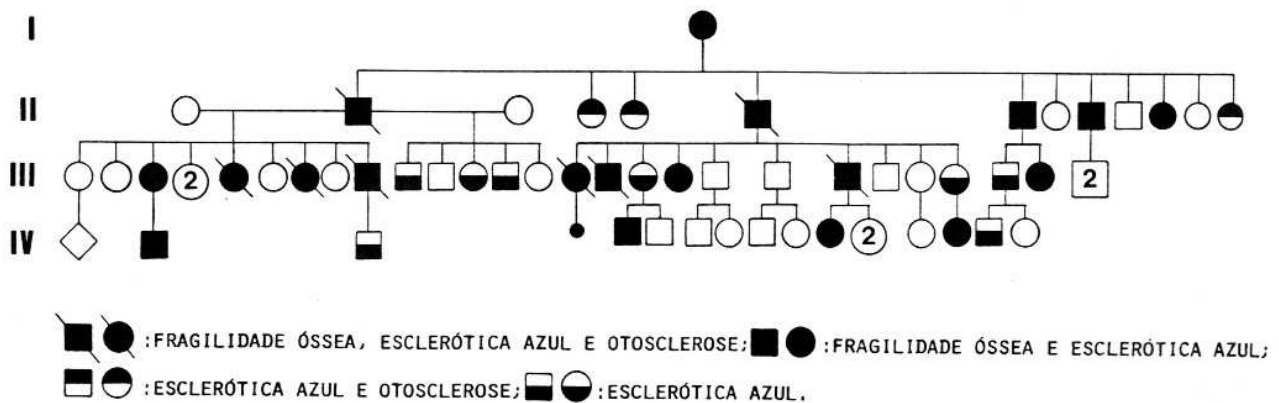 I
II
2
III
2
2
IV
: FRAGILIDADE ÓSSEA, ESCLERÓTICA AZUL E OTOSCLEROSE; : FRAGILIDADE ÓSSEA E ESCLERÓTICA AZUL;
: ESCLERÓTICA AZUL E OTOSCLEROSE; : ESCLERÓTICA AZUL.